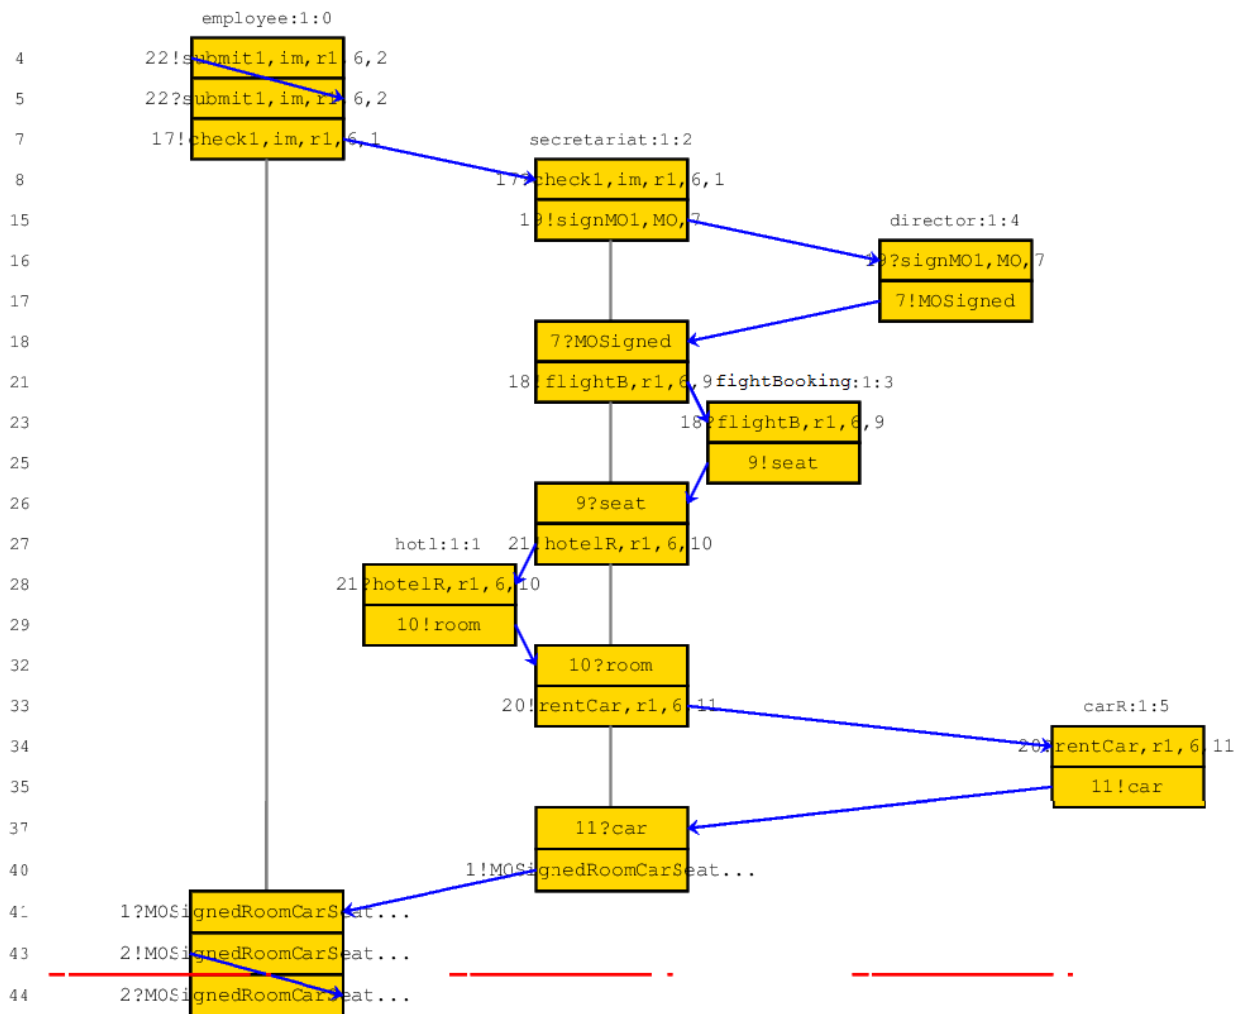 employee:1:0
4 22!submit1,im,r1,6,2
5 22?submit1,im,r1,6,2
7 17!check1,im,r1,6,1
secretariat:1:2
8 17?check1,im,r1,6,1
15 19!signMO1,MO,7
director:1:4
16 19?signMO1,MO,7
17 7!MOSigned
18 7?MOSigned
21 18!flightB,r1,6,9 fightBooking:1:3
23 18?flightB,r1,6,9
25 9!seat
26 9?seat
27 hotl:1:1 21!hotelR,r1,6,10
28 21?hotelR,r1,6,10
29 10!room
32 10?room
33 20!rentCar,r1,6,11 carR:1:5
34 20?rentCar,r1,6,11
35 11!car
37 11?car
40 1!MOSignedRoomCarSeat...
41 1?MOSignedRoomCarSeat...
43 2!MOSignedRoomCarSeat...
44 2?MOSignedRoomCarSeat...